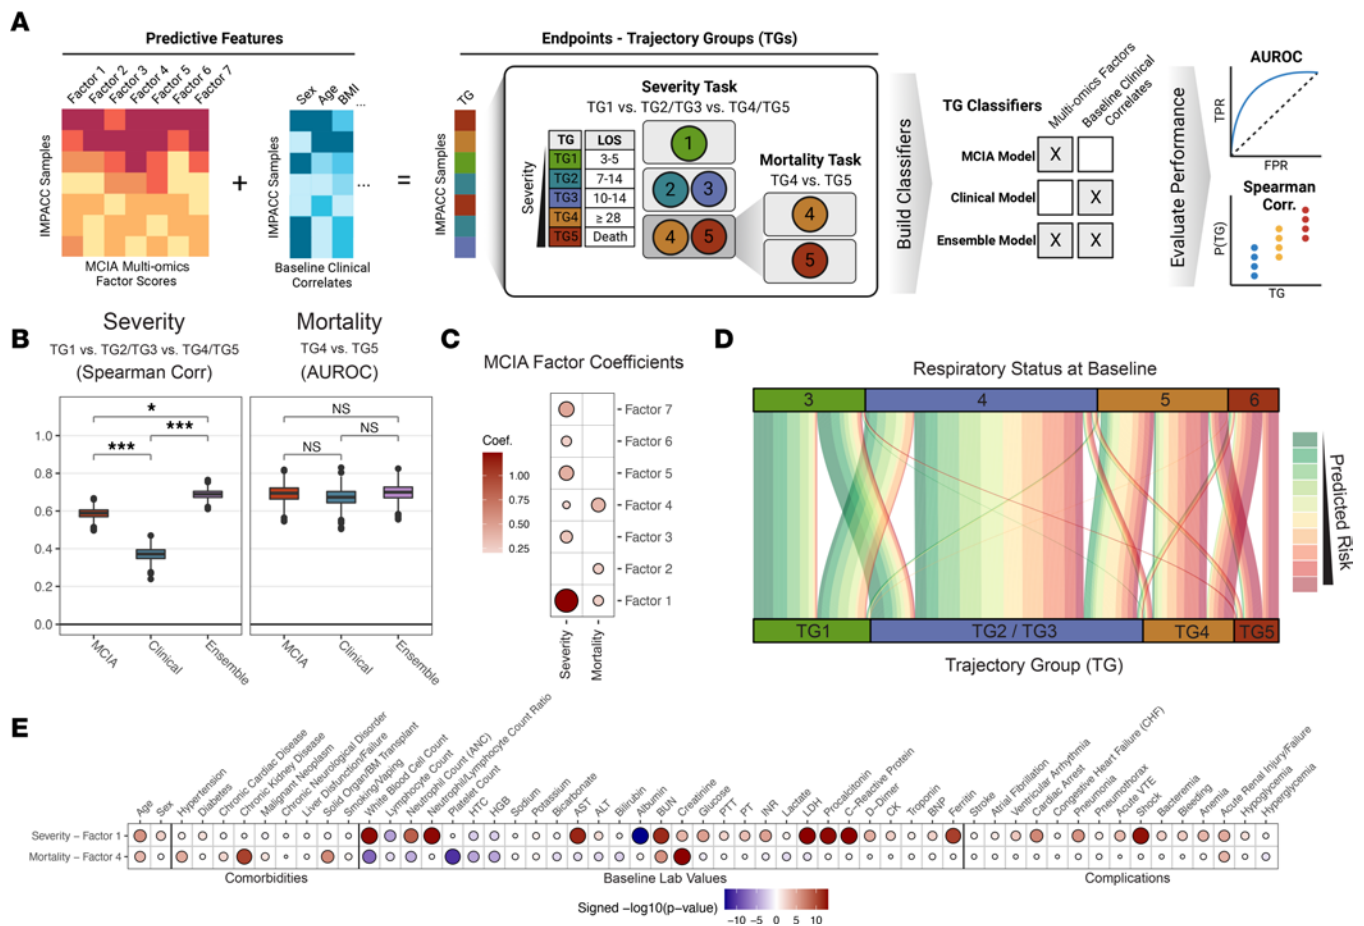 A
Predictive Features
Endpoints - Trajectory Groups (TGs)
Factor 1
Factor 2
Factor 3
Factor 4
Factor 5
Factor 6
Factor 7
Sex
Age
BMI
...
IMPACC Samples
MCIA Multi-omics
Factor Scores
+
IMPACC Samples
...
Baseline Clinical
Correlates
=
TG
IMPACC Samples
Severity Task
TG1 vs. TG2/TG3 vs. TG4/TG5
Severity
TG LOS
TG1 3-5
TG2 7-14
TG3 10-14
TG4 ≥ 28
TG5 Death
1
2 3
4 5
Mortality Task
TG4 vs. TG5
4
5
Build Classifiers
TG Classifiers
Multi-omics Factors
Baseline Clinical
Correlates
MCIA Model X
Clinical Model X
Ensemble Model X X
Evaluate Performance
AUROC
TPR
FPR
Spearman
Corr.
P(TG)
TG
B
Severity
TG1 vs. TG2/TG3 vs. TG4/TG5
(Spearman Corr)
Mortality
TG4 vs. TG5
(AUROC)
1.0
0.8
0.6
0.4
0.2
0.0
*
***
***
NS
NS
NS
MCIA
Clinical
Ensemble
MCIA
Clinical
Ensemble
C
MCIA Factor Coefficients
Coef.
1.00
0.75
0.50
0.25
Factor 7
Factor 6
Factor 5
Factor 4
Factor 3
Factor 2
Factor 1
Severity
Mortality
D
Respiratory Status at Baseline
3 4 5 6
TG1 TG2 / TG3 TG4 TG5
Trajectory Group (TG)
Predicted Risk
E
Age
Sex
Hypertension
Diabetes
Chronic Cardiac Disease
Chronic Kidney Disease
Malignant Neoplasm
Chronic Neurological Disorder
Liver Disfunction/Failure
Solid Organ/BM Transplant
Smoking/Vaping
White Blood Cell Count
Lymphocyte Count
Neutrophil Count (ANC)
Neutrophil/Lymphocyte Count Ratio
Platelet Count
HTC
HGB
Sodium
Potassium
Bicarbonate
ALT
AST
Bilirubin
Albumin
BUN
Creatinine
Glucose
PTT
PT
INR
Lactate
LDH
Procalcitonin
C-Reactive Protein
D-Dimer
CK
Troponin
BNP
Ferritin
Stroke
Atrial Fibrillation
Ventricular Arrhythmia
Cardiac Arrest
Congestive Heart Failure (CHF)
Pneumonia
Pneumothorax
Acute VTE
Shock
Bacteremia
Bleeding
Anemia
Acute Renal Injury/Failure
Hypoglycemia
Hyperglycemia
Severity – Factor 1
Mortality – Factor 4
Comorbidities
Baseline Lab Values
Complications
Signed −log10(p−value)
−10 −5 0 5 10